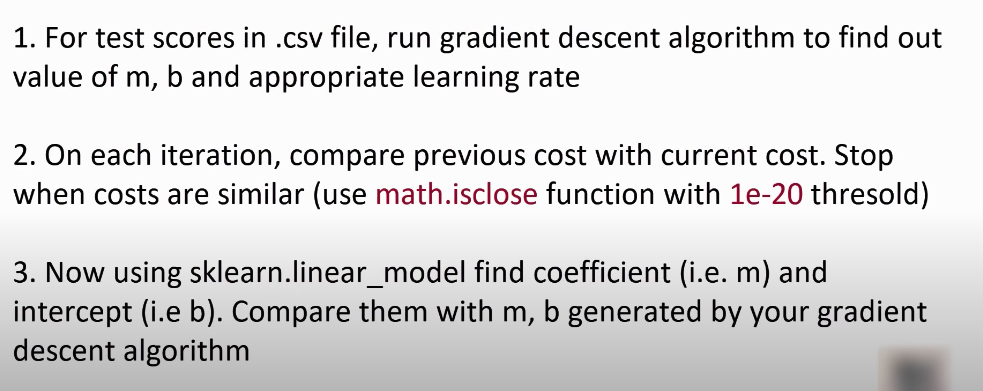 1. For test scores in .csv file, run gradient descent algorithm to find out
value of m, b and appropriate learning rate
2. On each iteration, compare previous cost with current cost. Stop
when costs are similar (use math.isclose function with 1e-20 thresold)
3. Now using sklearn.linear_model find coefficient (i.e. m) and
intercept (i.e b). Compare them with m, b generated by your gradient
descent algorithm